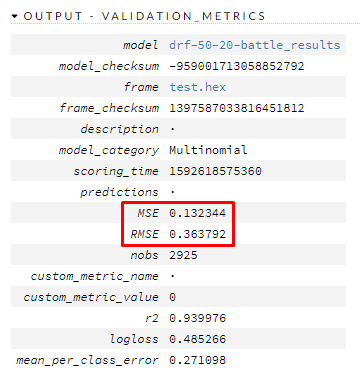 ▾ OUTPUT - VALIDATION_METRICS
model drf-50-20-battle_results
model_checksum -959001713058852792
frame test.hex
frame_checksum 1397587033816451812
description ·
model_category Multinomial
scoring_time 1592618575360
predictions ·
MSE 0.132344
RMSE 0.363792
nobs 2925
custom_metric_name ·
custom_metric_value 0
r2 0.939976
logloss 0.485266
mean_per_class_error 0.271098